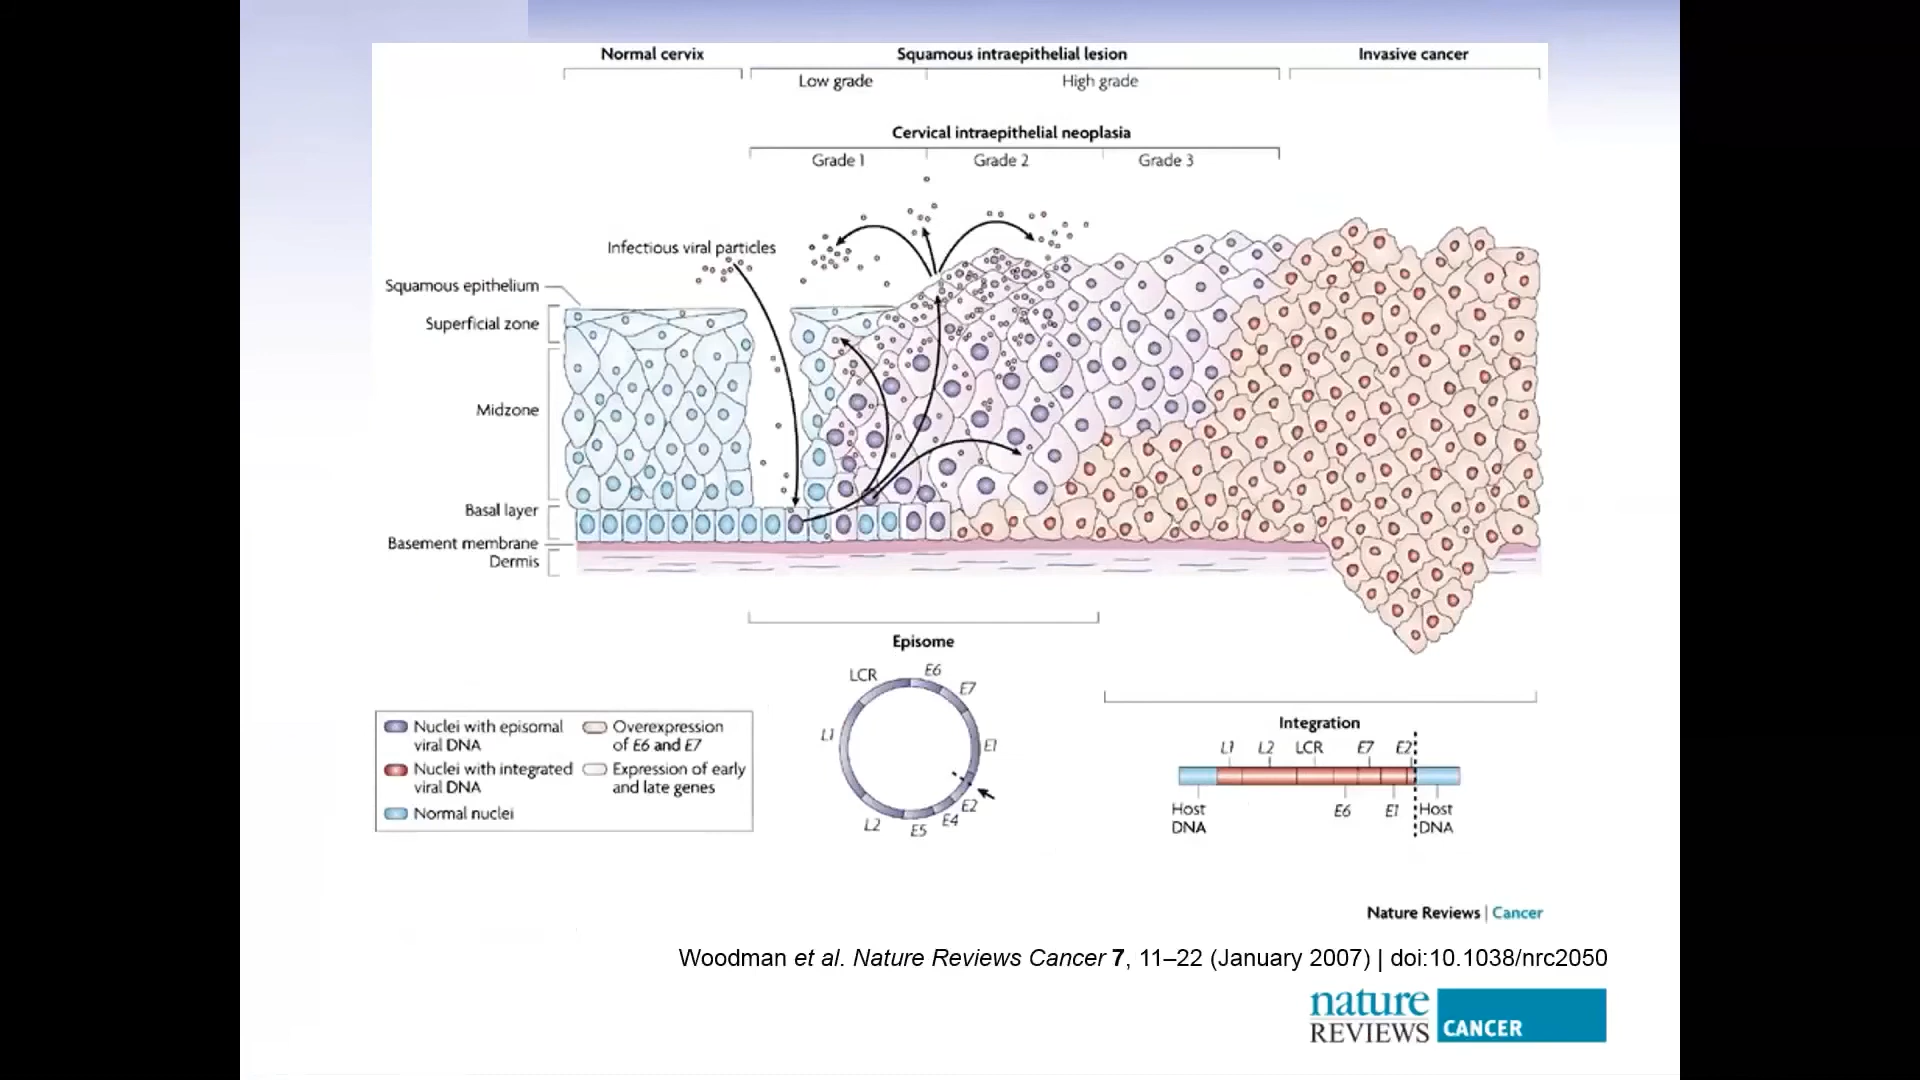 Normal cervix
Squamous intraepithelial lesion
Invasive cancer
Low grade
High grade
Cervical intraepithelial neoplasia
Grade 1
Grade 2
Grade 3
Infectious viral particles
Squamous epithelium
Superficial zone
Midzone
Basal layer
Basement membrane
Dermis
Episome
LCR
E6
E7
L1
E1
E2
L2
E5
E4
Integration
L1 L2 LCR E7 E2
Host
DNA
E6
E1
Host
DNA
Nuclei with episomal
viral DNA
Nuclei with integrated
viral DNA
Normal nuclei
Overexpression
of E6 and E7
Expression of early
and late genes
Nature Reviews | Cancer
Woodman et al. Nature Reviews Cancer 7, 11–22 (January 2007) | doi:10.1038/nrc2050
nature
REVIEWS CANCER